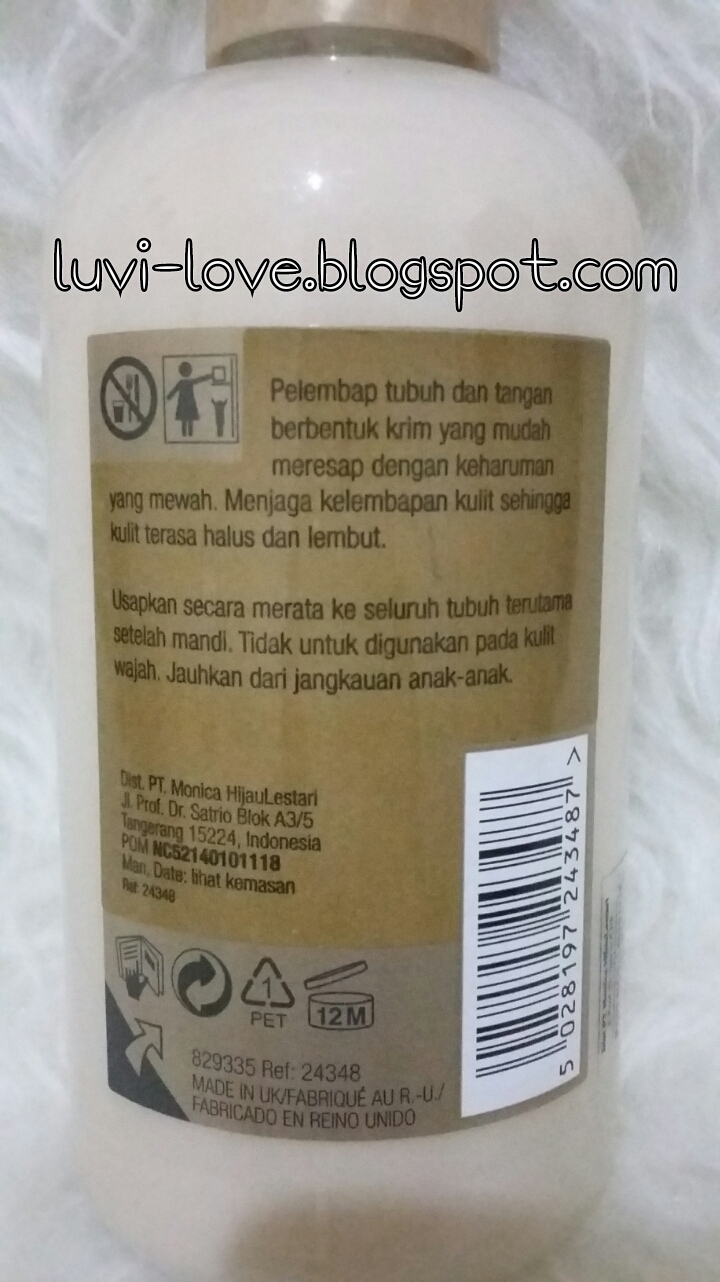 luvi-love.blogspot.com
Pelembap tubuh dan tangan
berbentuk krim yang mudah
meresap dengan keharuman
yang mewah. Menjaga kelembapan kulit sehingga
kulit terasa halus dan lembut.
Usapkan secara merata ke seluruh tubuh terutama
setelah mandi. Tidak untuk digunakan pada kulit
wajah. Jauhkan dari jangkauan anak-anak.
Dist. PT. Monica HijauLestari
Jl. Prof. Dr. Satrio Blok A3/5
Tangerang 15224, Indonesia
POM NC52140101118
Man. Date: lihat kemasan
Ref: 24348
1
PET
12M
829335 Ref: 24348
MADE IN UK/FABRIQUÉ AU R.-U./
FABRICADO EN REINO UNIDO
5 028197 243487 >